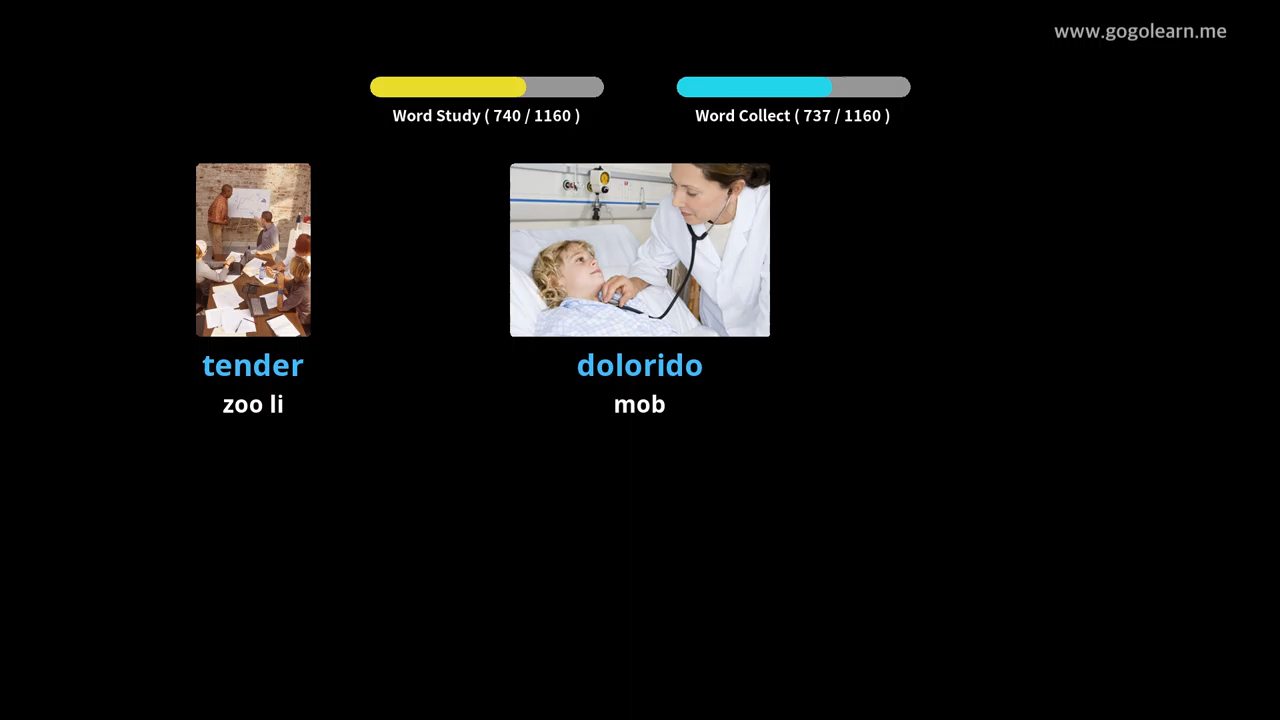 www.gogolearn.me
Word Study ( 740 / 1160 )
Word Collect ( 737 / 1160 )
tender
zoo li
dolorido
mob